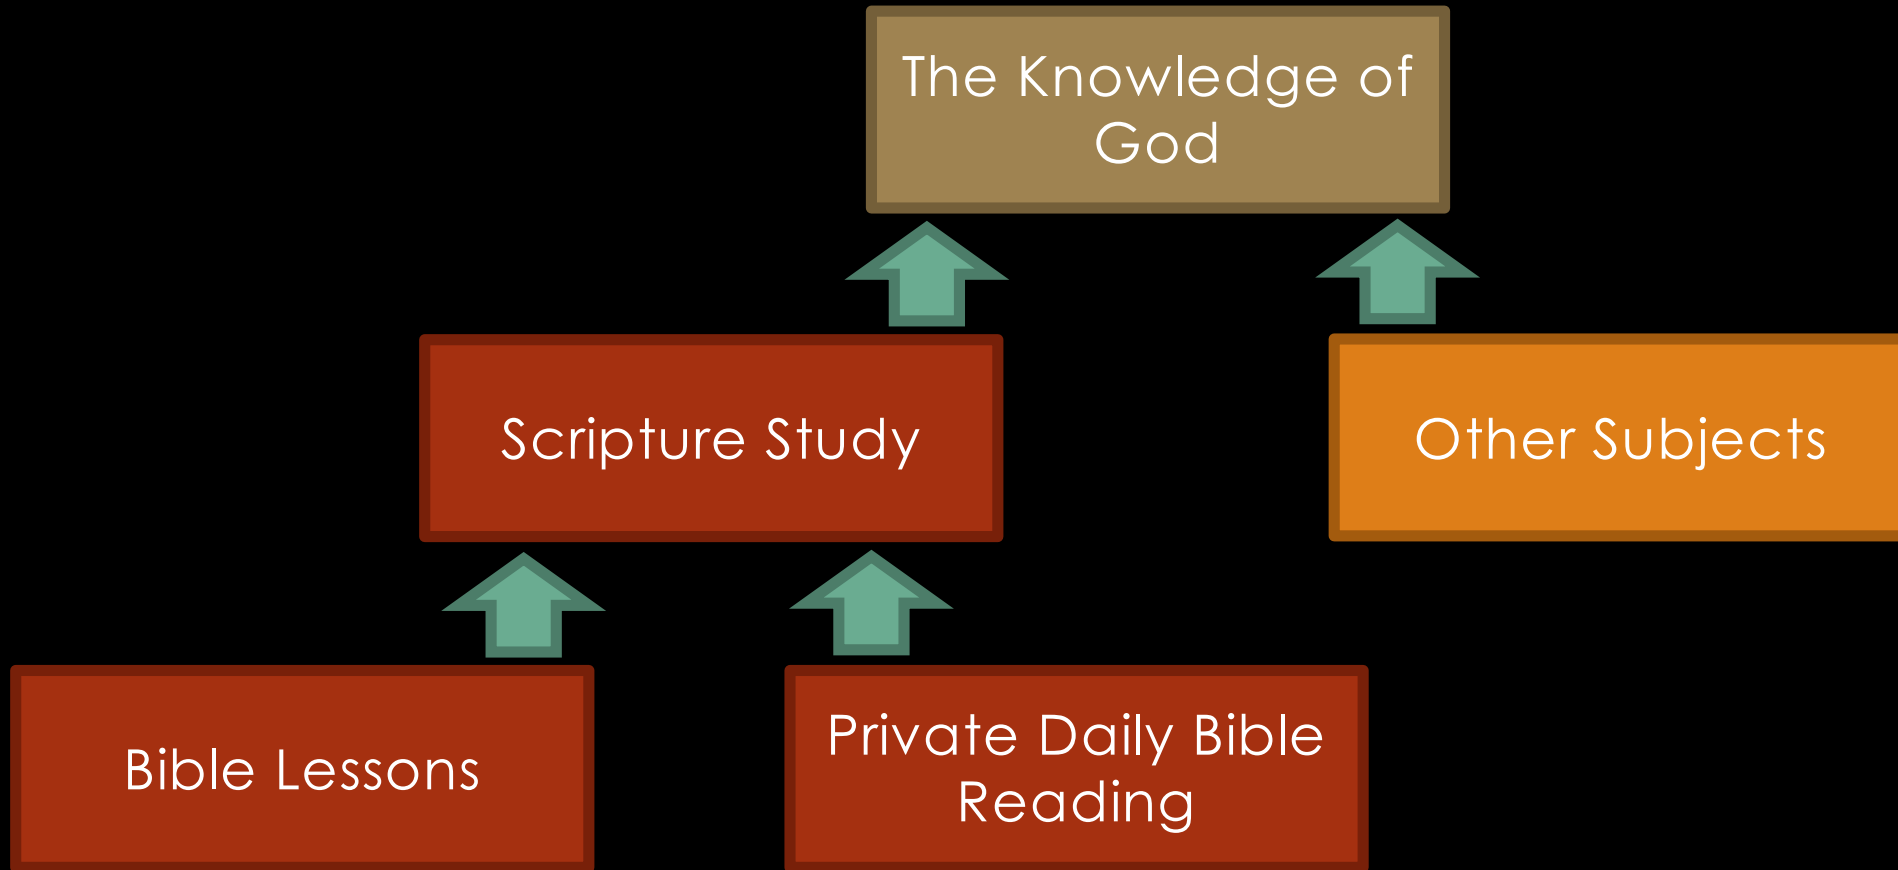 The Knowledge of
God
Scripture Study
Other Subjects
Bible Lessons
Private Daily Bible
Reading